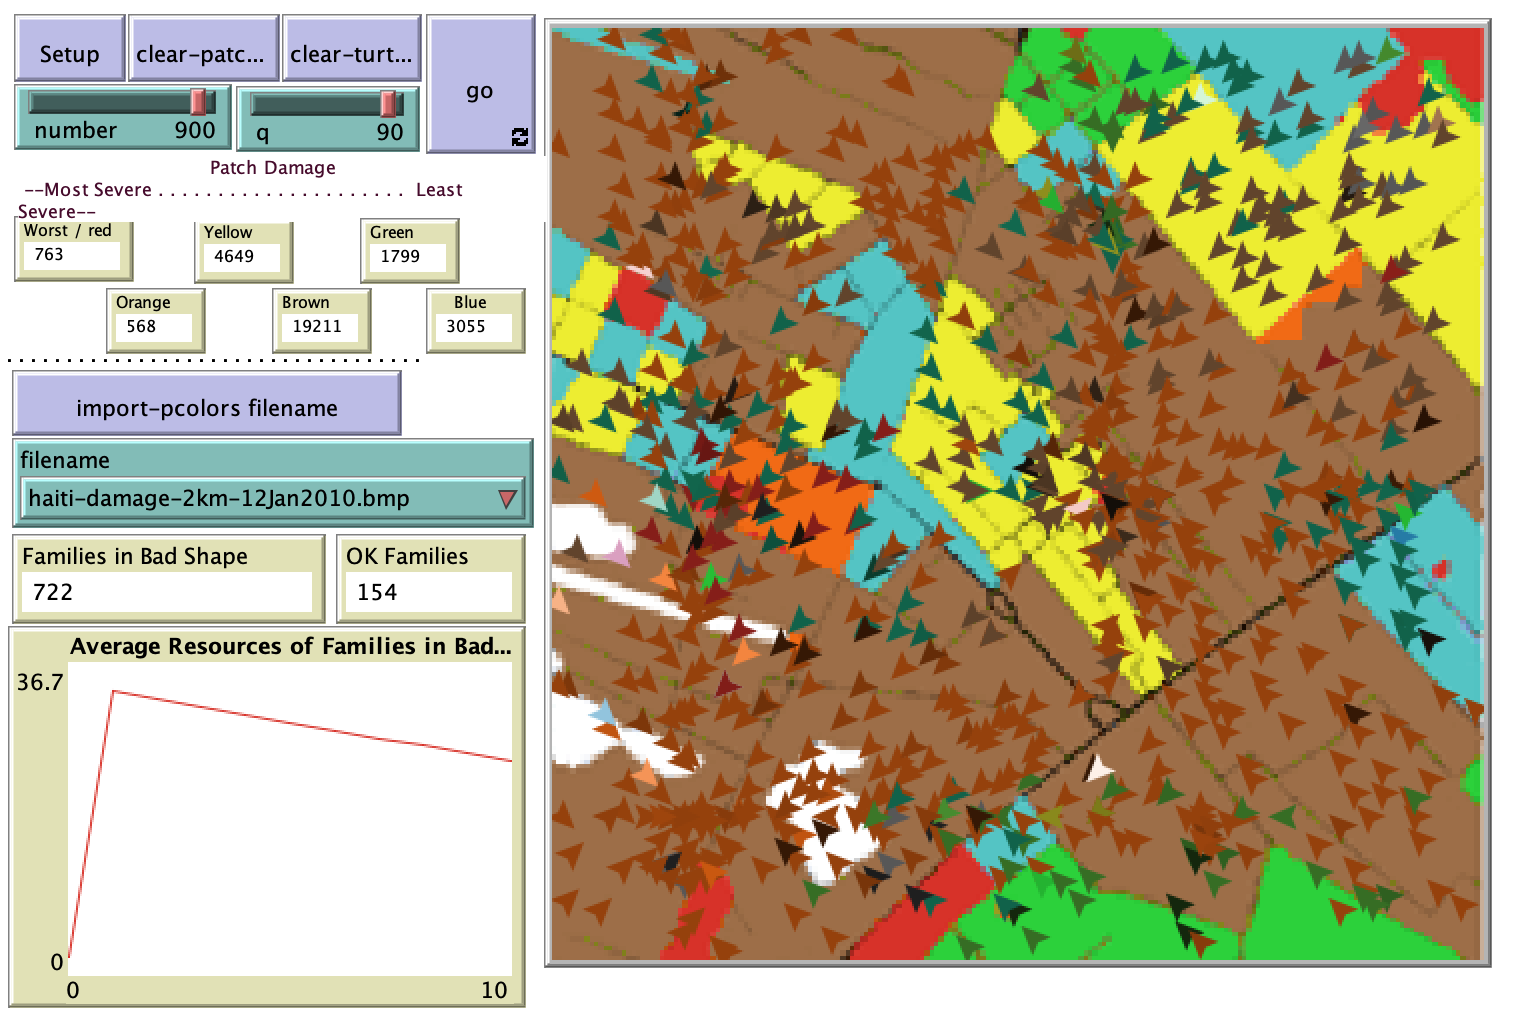 Setup
clear-patc...
clear-turt...
go
number 900
q 90
Patch Damage
--Most Severe . . . . . . . . . . . . . . . . . . . . . Least
Severe--
Worst / red
763
Yellow
4649
Green
1799
Orange
568
Brown
19211
Blue
3055
import-pcolors filename
filename
haiti-damage-2km-12Jan2010.bmp
Families in Bad Shape
722
OK Families
154
Average Resources of Families in Bad...
36.7
0
0
10